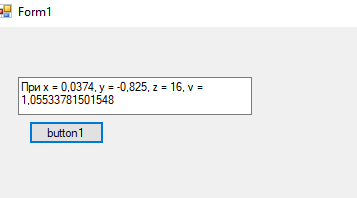 Form1
При x = 0,0374, y = -0,825, z = 16, v =
1,05533781501548
button1